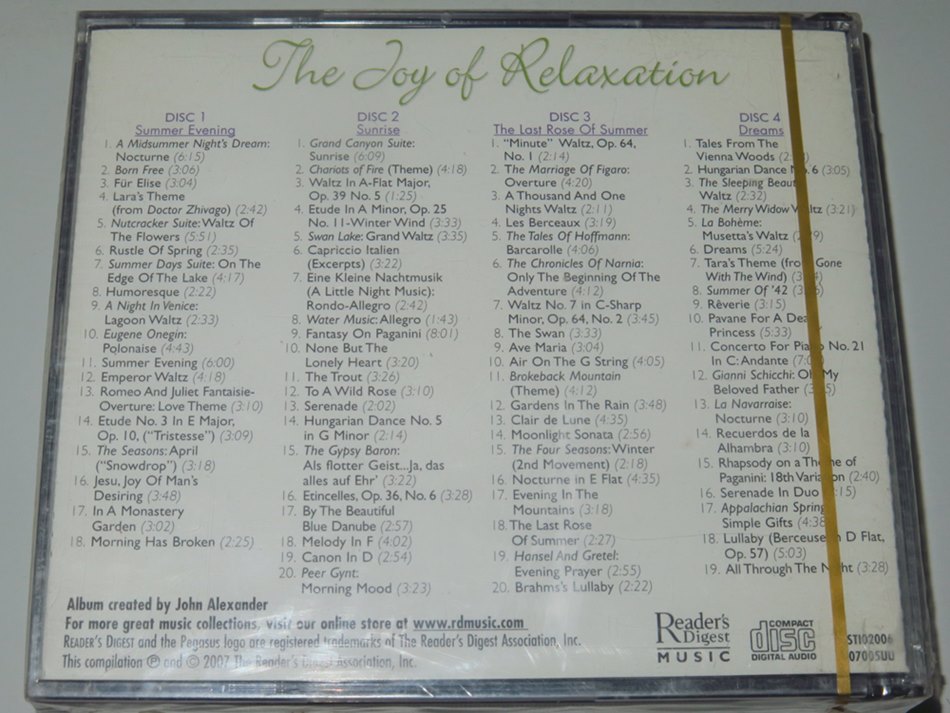 The Joy of Relaxation
DISC 1
Summer Evening
1. A Midsummer Night's Dream:
Nocturne (6:15)
2. Born Free (3:06)
3. Für Elise (3:04)
4. Lara's Theme
(from Doctor Zhivago) (2:42)
5. Nutcracker Suite: Waltz Of
The Flowers (5:51)
6. Rustle Of Spring (2:35)
7. Summer Days Suite: On The
Edge Of The Lake (4:17)
8. Humoresque (2:22)
9. A Night In Venice:
Lagoon Waltz (2:33)
10. Eugene Onegin:
Polonaise (4:43)
11. Summer Evening (6:00)
12. Emperor Waltz (4:18)
13. Romeo And Juliet Fantaisie-
Overture: Love Theme (3:10)
14. Etude No. 3 In E Major,
Op. 10, ("Tristesse") (3:09)
15. The Seasons: April
("Snowdrop") (3:18)
16. Jesu, Joy Of Man's
Desiring (3:48)
17. In A Monastery
Garden (3:02)
18. Morning Has Broken (2:25)
DISC 2
Sunrise
1. Grand Canyon Suite:
Sunrise (6:09)
2. Chariots of Fire (Theme) (4:18)
3. Waltz In A-Flat Major,
Op. 39 No. 5 (1:25)
4. Etude In A Minor, Op. 25
No. 11-Winter Wind (3:33)
5. Swan Lake: Grand Waltz (3:35)
6. Capriccio Italien
(Excerpts) (3:22)
7. Eine Kleine Nachtmusik
(A Little Night Music):
Rondo-Allegro (2:42)
8. Water Music: Allegro (1:43)
9. Fantasy On Paganini (8:01)
10. None But The
Lonely Heart (3:20)
11. The Trout (3:26)
12. To A Wild Rose (3:10)
13. Serenade (2:02)
14. Hungarian Dance No. 5
in G Minor (2:14)
15. The Gypsy Baron:
Als flotter Geist...Ja, das
alles auf Ehr' (3:22)
16. Etincelles, Op. 36, No. 6 (3:28)
17. By The Beautiful
Blue Danube (2:57)
18. Melody In F (4:02)
19. Canon In D (2:54)
20. Peer Gynt:
Morning Mood (3:23)
DISC 3
The Last Rose Of Summer
1. "Minute" Waltz, Op. 64,
No. 1 (2:14)
2. The Marriage Of Figaro:
Overture (4:20)
3. A Thousand And One
Nights Waltz (2:11)
4. Les Berceaux (3:19)
5. The Tales Of Hoffmann:
Barcarolle (4:06)
6. The Chronicles Of Narnia:
Only The Beginning Of The
Adventure (4:12)
7. Waltz No. 7 in C-Sharp
Minor, Op. 64, No. 2 (3:45)
8. The Swan (3:33)
9. Ave Maria (3:04)
10. Air On The G String (4:05)
11. Brokeback Mountain
(Theme) (4:12)
12. Gardens In The Rain (3:48)
13. Clair de Lune (4:35)
14. Moonlight Sonata (2:56)
15. The Four Seasons: Winter
(2nd Movement) (2:18)
16. Nocturne in E Flat (4:35)
17. Evening In The
Mountains (3:18)
18. The Last Rose
Of Summer (2:27)
19. Hansel And Gretel:
Evening Prayer (2:55)
20. Brahm's Lullaby (2:22)
DISC 4
Dreams
1. Tales From The
Vienna Woods
2. Hungarian Dance No. 6 (3:05)
3. The Sleeping Beauty
Waltz (2:32)
4. The Merry Widow Waltz (3:21)
5. La Bohème:
Musetta's Waltz
6. Dreams (5:24)
7. Tara's Theme (from Gone
With The Wind)
8. Summer Of '42
9. Rêverie (3:15)
10. Pavane For A Dead
Princess (5:33)
11. Concerto For Piano No. 21
In C: Andante
12. Gianni Schicchi: Oh, My
Beloved Father
13. La Navarraise:
Nocturne (3:10)
14. Recuerdos de la
Alhambra (3:10)
15. Rhapsody on a Theme of
Paganini: 18th Variation (2:40)
16. Serenade In Duo
17. Appalachian Spring
Simple Gifts
18. Lullaby (Berceuse In D Flat,
Op. 57) (5:03)
19. All Through The Night (3:28)
Album created by John Alexander
For more great music collections, visit our online store at www.rdmusic.com
READER'S DIGEST and the Pegasus logo are registered trademarks of The Reader's Digest Association, Inc.
This compilation Ⓟ and © 2007 The Reader's Digest Association, Inc.
Reader's
Digest
MUSIC
COMPACT
disc
DIGITAL AUDIO